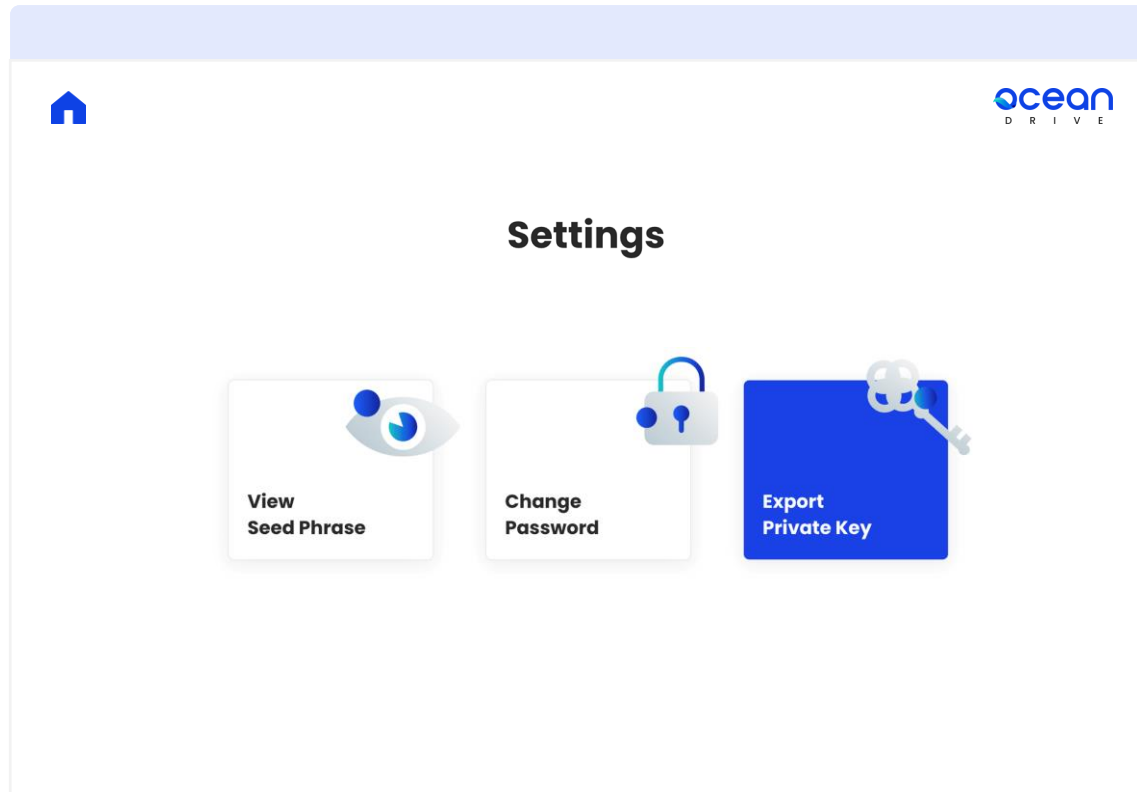 ocean
DRIVE
Settings
View
Seed Phrase
Change
Password
Export
Private Key